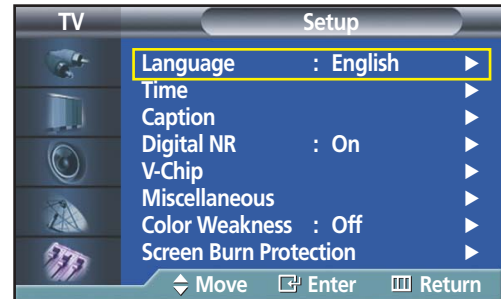 TV Setup
Language : English
Time
Caption
Digital NR : On
V-Chip
Miscellaneous
Color Weakness : Off
Screen Burn Protection
Move Enter Return